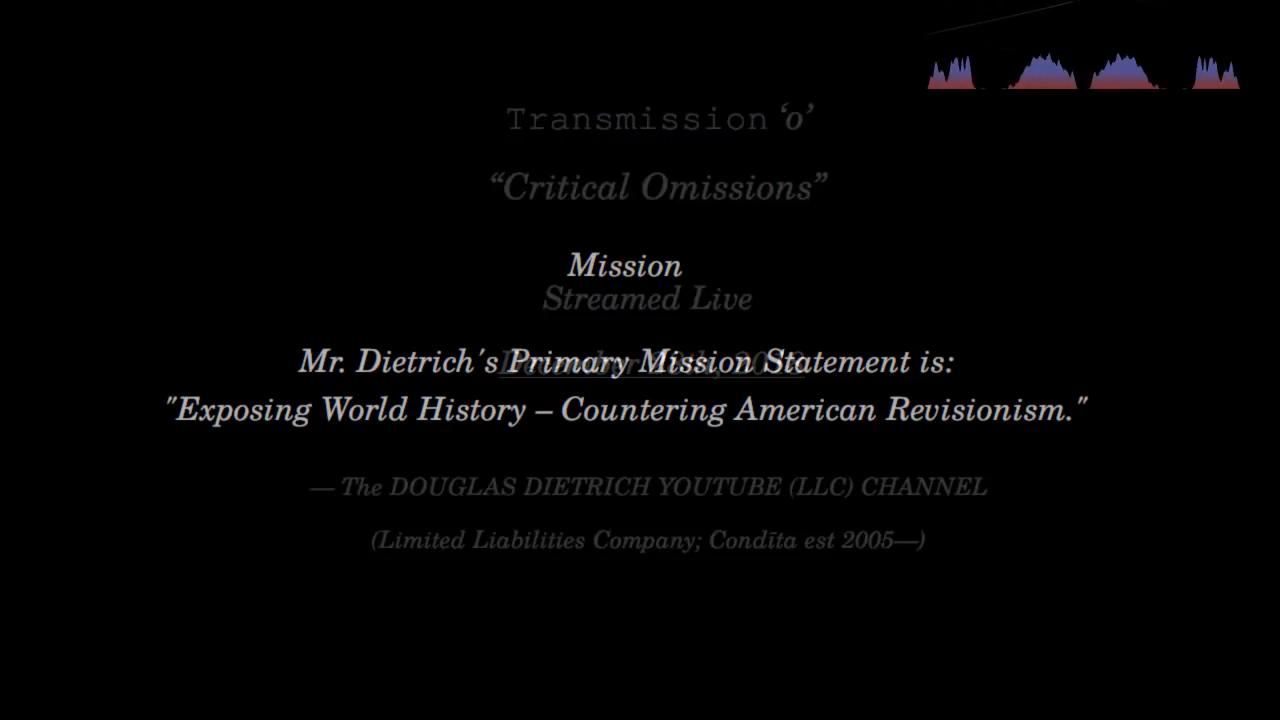 Transmission ‘o’
“Critical Omissions”
Mission
Streamed Live
Mr. Dietrich's Primary Mission Statement is:
"Exposing World History – Countering American Revisionism."
— The DOUGLAS DIETRICH YOUTUBE (LLC) CHANNEL
(Limited Liabilities Company; Condīta est 2005—)